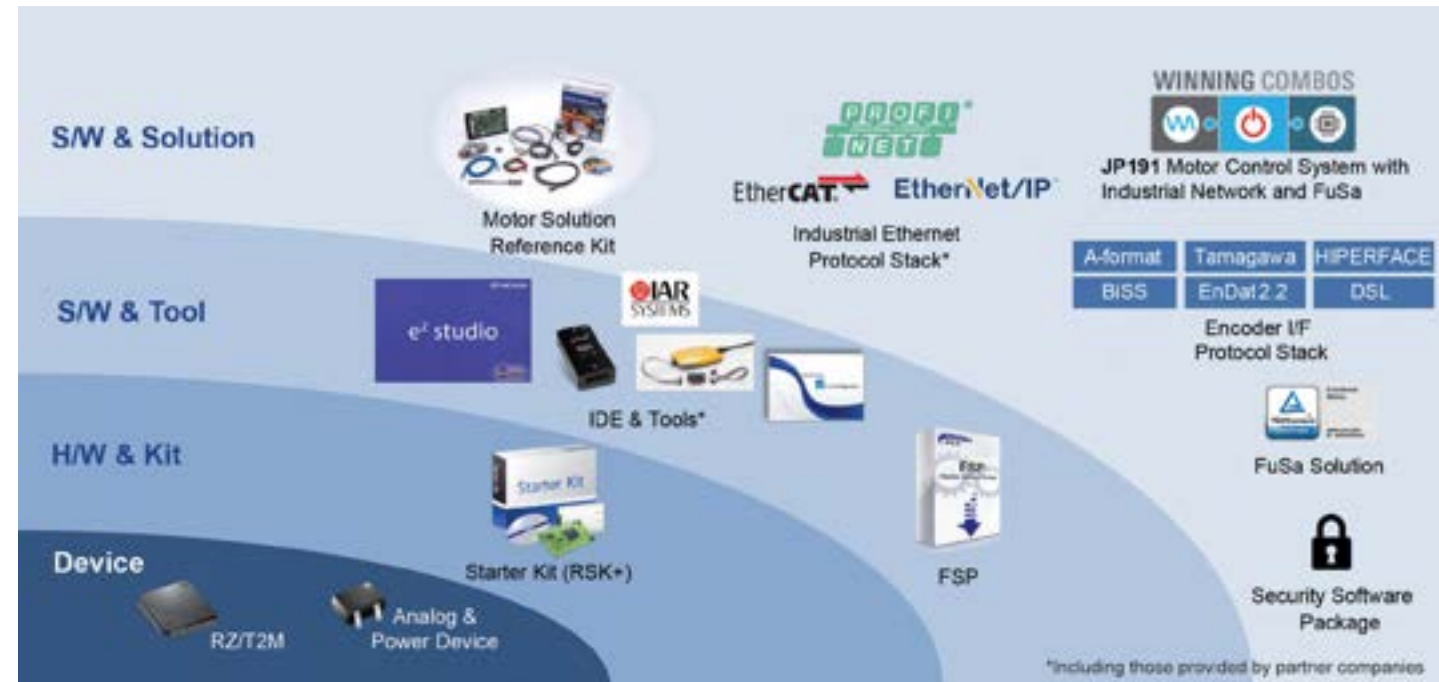 WINNING COMBOS
JP191 Motor Control System with
Industrial Network and FuSa
S/W & Solution
PROFI
NET
EtherCAT.
EtherNet/IP
Motor Solution
Reference Kit
Industrial Ethernet
Protocol Stack*
A-format
Tamagawa
HIPERFACE
BiSS
EnDat2.2
DSL
Encoder I/F
Protocol Stack
S/W & Tool
e² studio
IAR
SYSTEMS
IDE & Tools*
FuSa Solution
H/W & Kit
Starter Kit
Starter Kit (RSK+)
FSP
Security Software
Package
Device
RZ/T2M
Analog &
Power Device
*Including those provided by partner companies